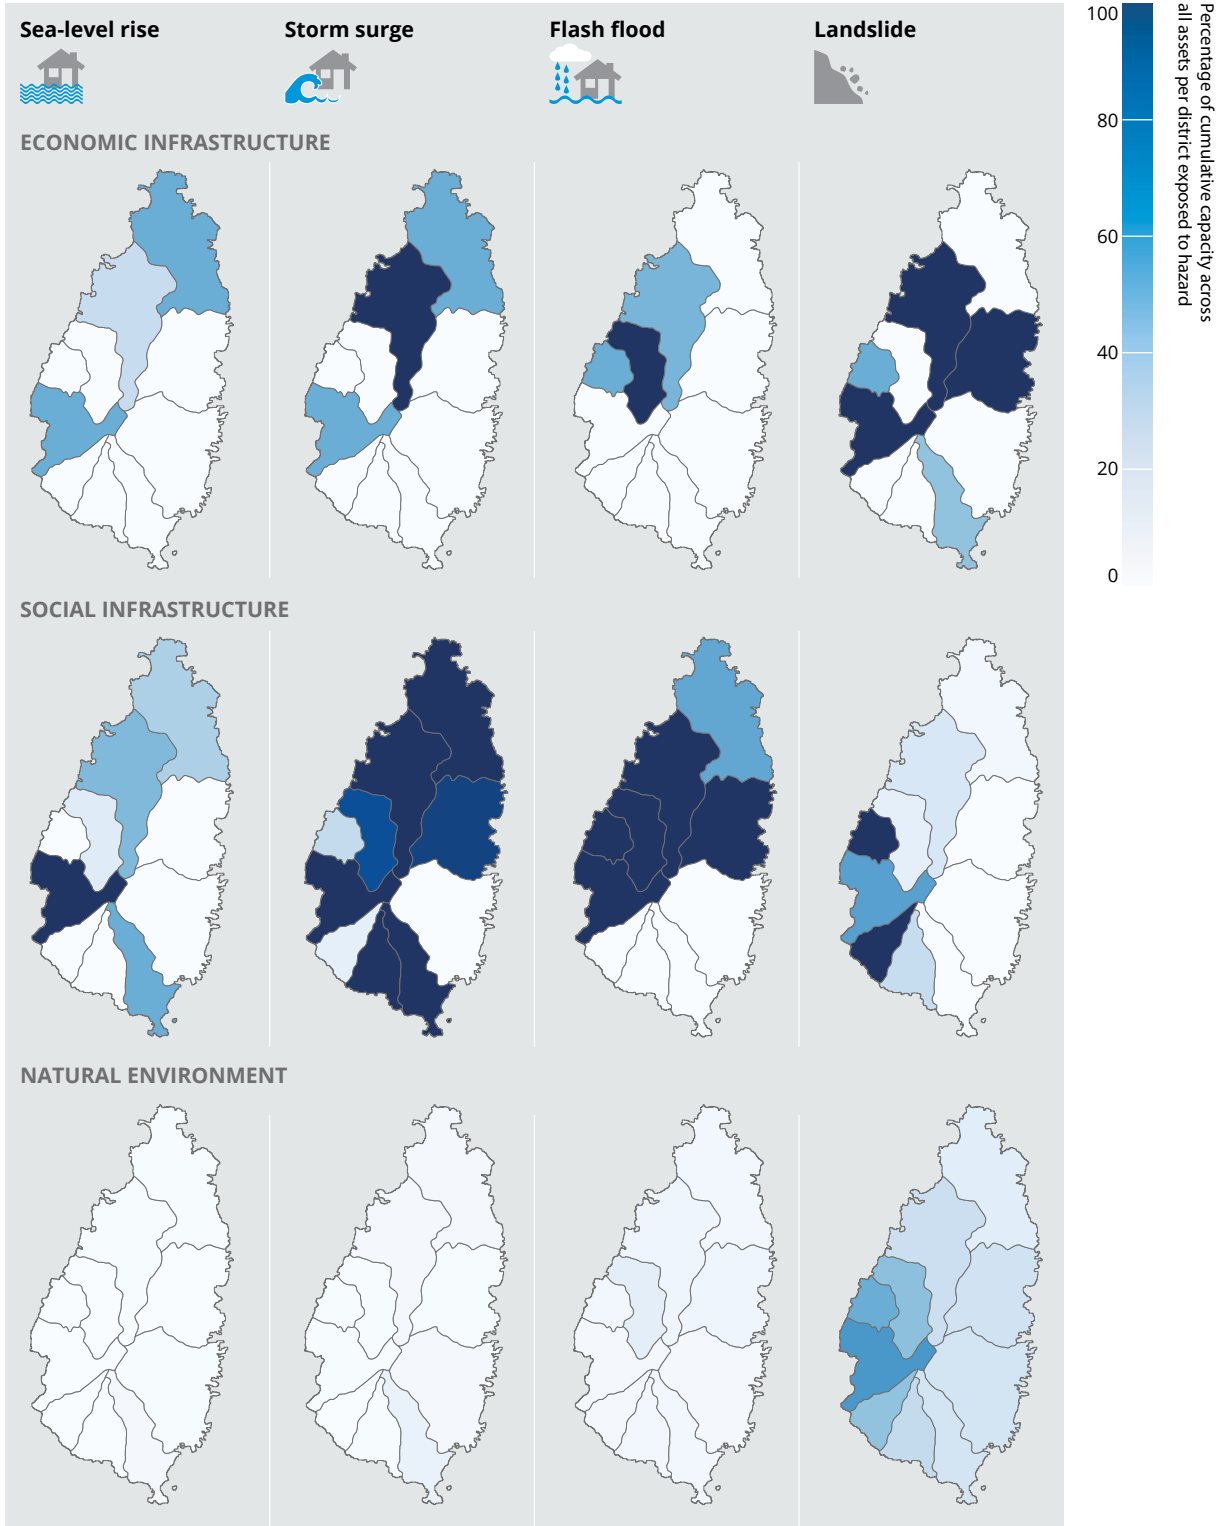 Sea-level rise
Storm surge
Flash flood
Landslide
ECONOMIC INFRASTRUCTURE
SOCIAL INFRASTRUCTURE
NATURAL ENVIRONMENT
100
80
60
40
20
0
Percentage of cumulative capacity across
all assets per district exposed to hazard